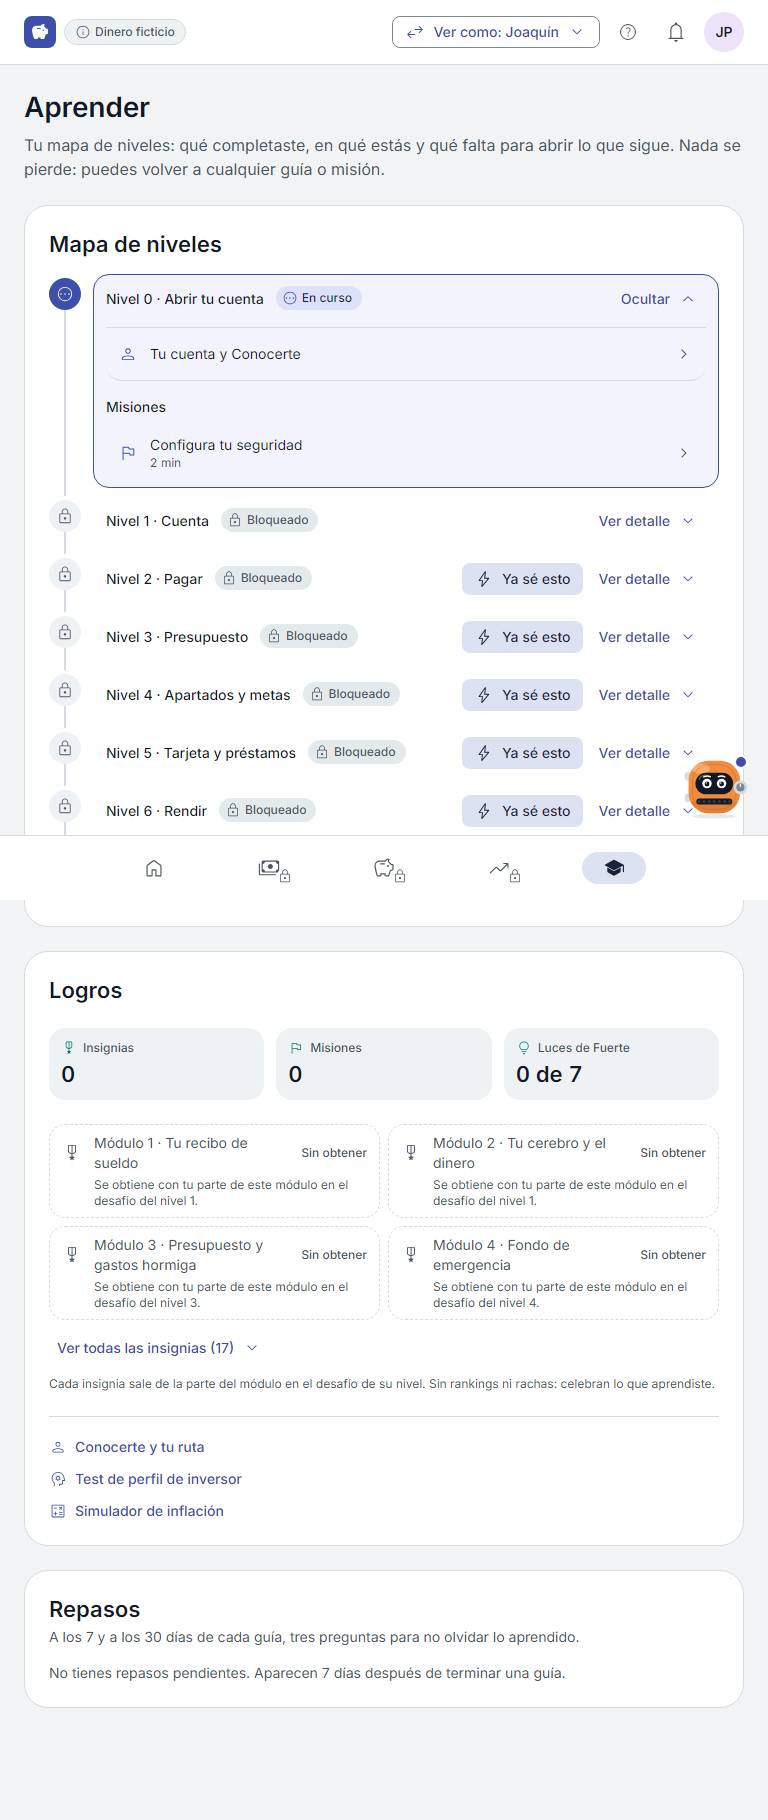 Dinero ficticio
Ver como: Joaquín
JP
Aprender
Tu mapa de niveles: qué completaste, en qué estás y qué falta para abrir lo que sigue. Nada se
pierde: puedes volver a cualquier guía o misión.
Mapa de niveles
Nivel 0 · Abrir tu cuenta
En curso
Ocultar
Tu cuenta y Conocerte
Misiones
Configura tu seguridad
2 min
Nivel 1 · Cuenta
Bloqueado
Ver detalle
Nivel 2 · Pagar
Bloqueado
Ya sé esto
Ver detalle
Nivel 3 · Presupuesto
Bloqueado
Ya sé esto
Ver detalle
Nivel 4 · Apartados y metas
Bloqueado
Ya sé esto
Ver detalle
Nivel 5 · Tarjeta y préstamos
Bloqueado
Ya sé esto
Ver detalle
Nivel 6 · Rendir
Bloqueado
Ya sé esto
Ver detalle
Logros
Insignias
0
Misiones
0
Luces de Fuerte
0 de 7
Módulo 1 · Tu recibo de
sueldo
Sin obtener
Se obtiene con tu parte de este módulo en el
desafío del nivel 1.
Módulo 2 · Tu cerebro y el
dinero
Sin obtener
Se obtiene con tu parte de este módulo en el
desafío del nivel 1.
Módulo 3 · Presupuesto y
gastos hormiga
Sin obtener
Se obtiene con tu parte de este módulo en el
desafío del nivel 3.
Módulo 4 · Fondo de
emergencia
Sin obtener
Se obtiene con tu parte de este módulo en el
desafío del nivel 4.
Ver todas las insignias (17)
Cada insignia sale de la parte del módulo en el desafío de su nivel. Sin rankings ni rachas: celebran lo que aprendiste.
Conocerte y tu ruta
Test de perfil de inversor
Simulador de inflación
Repasos
A los 7 y a los 30 días de cada guía, tres preguntas para no olvidar lo aprendido.
No tienes repasos pendientes. Aparecen 7 días después de terminar una guía.